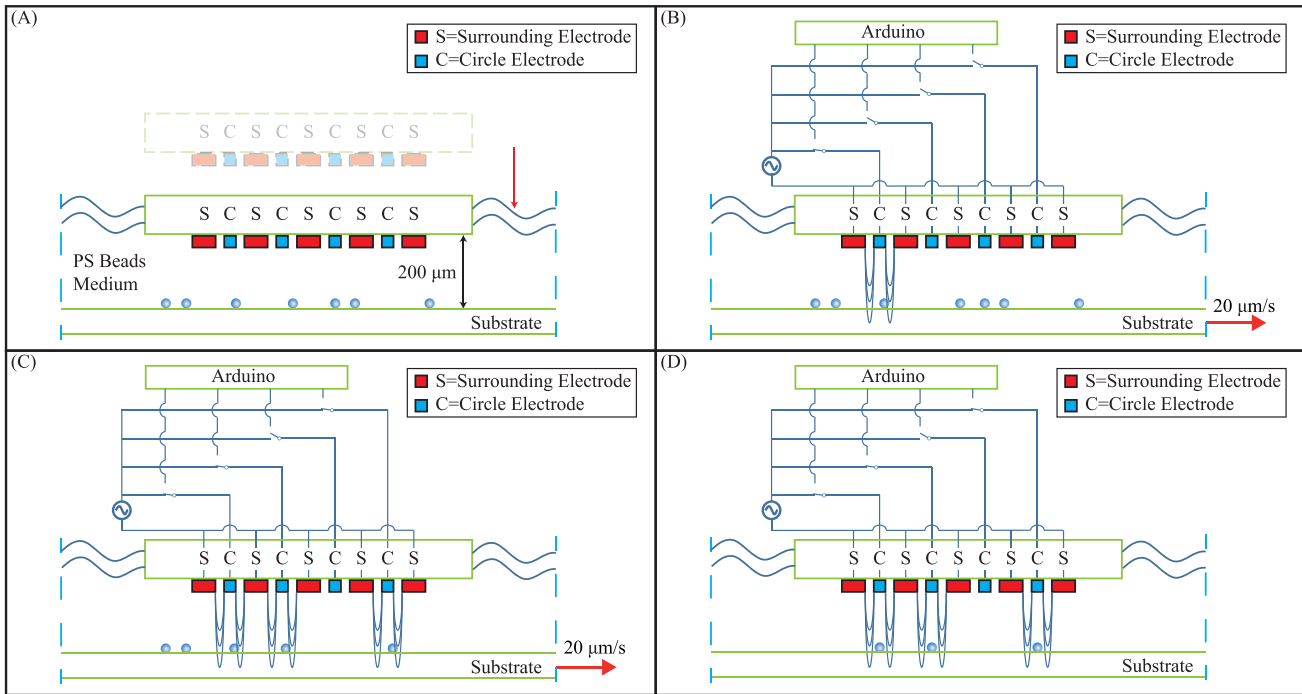 (A)
S=Surrounding Electrode
C=Circle Electrode
S C S C S C S C S
S C S C S C S C S
PS Beads
Medium
200 μm
Substrate
(B)
Arduino
S=Surrounding Electrode
C=Circle Electrode
S C S C S C S C S
20 μm/s
Substrate
(C)
Arduino
S=Surrounding Electrode
C=Circle Electrode
S C S C S C S C S
20 μm/s
Substrate
(D)
Arduino
S=Surrounding Electrode
C=Circle Electrode
S C S C S C S C S
Substrate